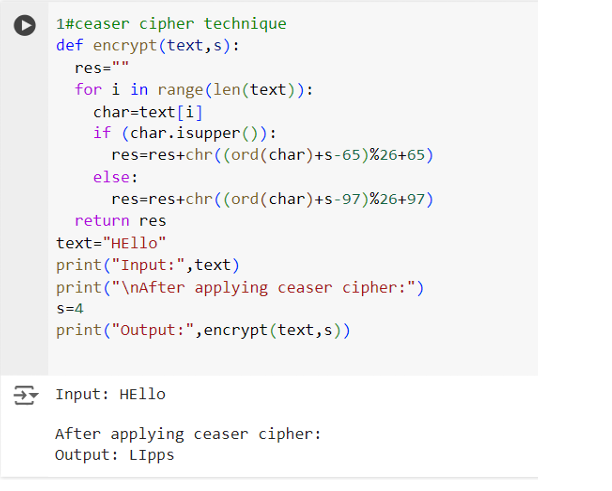 1#ceaser cipher technique
def encrypt(text,s):
  res=""
  for i in range(len(text)):
    char=text[i]
    if (char.isupper()):
      res=res+chr((ord(char)+s-65)%26+65)
    else:
      res=res+chr((ord(char)+s-97)%26+97)
  return res
text="HEllo"
print("Input:",text)
print("\nAfter applying ceaser cipher:")
s=4
print("Output:",encrypt(text,s))
Input: HEllo

After applying ceaser cipher:
Output: LIpps